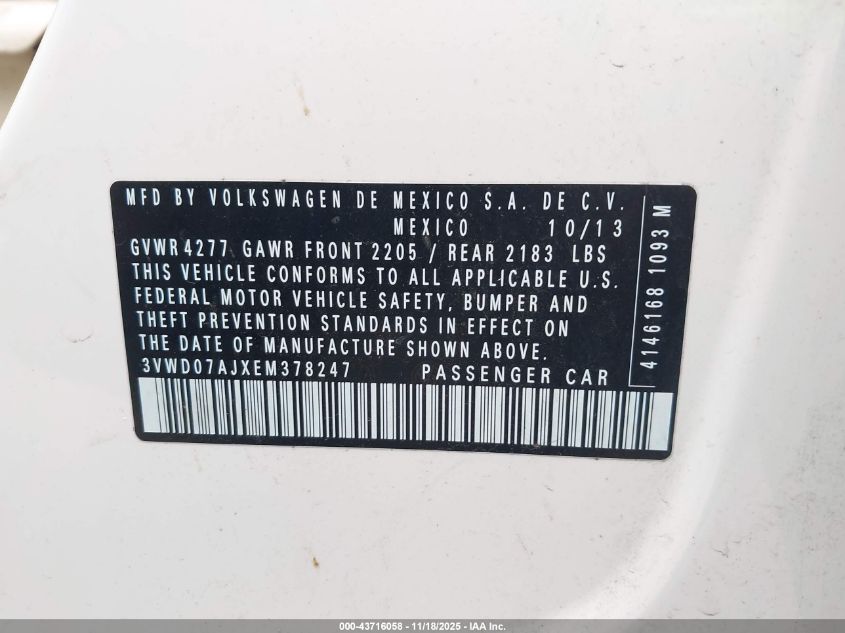 MFD BY VOLKSWAGEN DE MEXICO S.A. DE C.V.
MEXICO 10/13
GVWR 4277 GAWR FRONT 2205 / REAR 2183 LBS
THIS VEHICLE CONFORMS TO ALL APPLICABLE U.S.
FEDERAL MOTOR VEHICLE SAFETY, BUMPER AND
THEFT PREVENTION STANDARDS IN EFFECT ON
THE DATE OF MANUFACTURE SHOWN ABOVE.
3VWD07AJXEM378247 PASSENGER CAR
4146168 1093 M
000-43716058 - 11/18/2025 - IAA Inc.